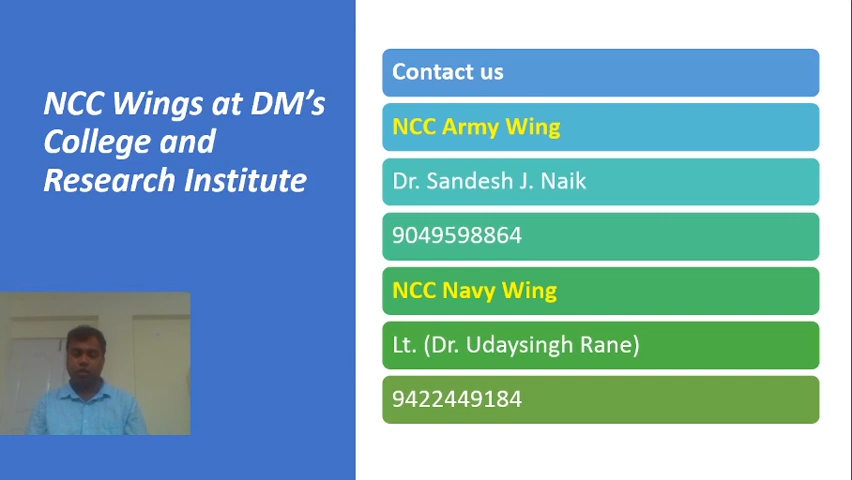 NCC Wings at DM's
College and
Research Institute
Contact us
NCC Army Wing
Dr. Sandesh J. Naik
9049598864
NCC Navy Wing
Lt. (Dr. Udaysingh Rane)
9422449184